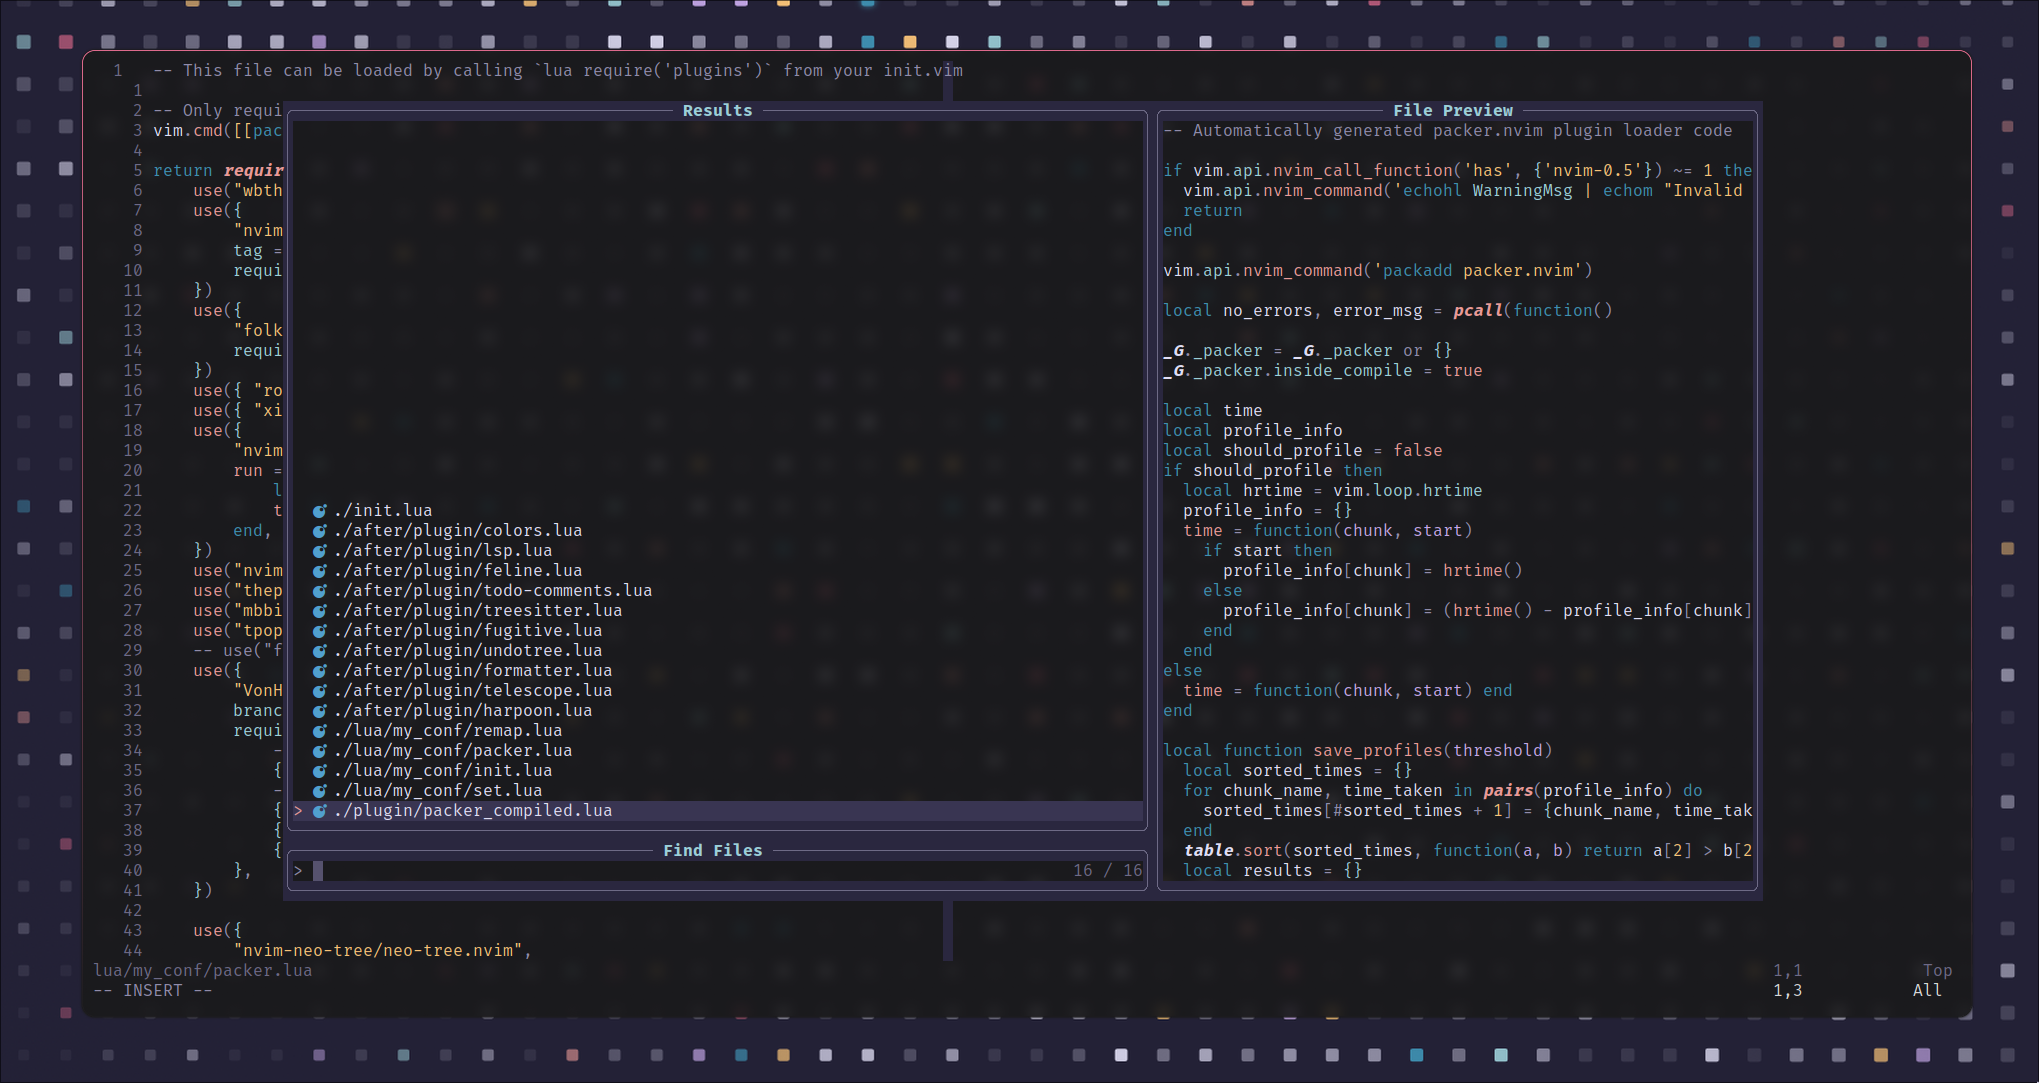 1   -- This file can be loaded by calling `lua require('plugins')` from your init.vim
1
2 -- Only requi
3 vim.cmd([[pac
4
5 return requir
6     use("wbth
7     use({
8         "nvim
9         tag =
10         requi
11     })
12     use({
13         "folk
14         requi
15     })
16     use({ "ro
17     use({ "xi
18     use({
19         "nvim
20         run =
21             l
22             t
23         end,
24     })
25     use("nvim
26     use("thep
27     use("mbbi
28     use("tpop
29     -- use("f
30     use({
31         "VonH
32         branc
33         requi
34             -
35             {
36             -
37             {
38             {
39             {
40         },
41     })
42
43     use({
44         "nvim-neo-tree/neo-tree.nvim",
Results
./init.lua
./after/plugin/colors.lua
./after/plugin/lsp.lua
./after/plugin/feline.lua
./after/plugin/todo-comments.lua
./after/plugin/treesitter.lua
./after/plugin/fugitive.lua
./after/plugin/undotree.lua
./after/plugin/formatter.lua
./after/plugin/telescope.lua
./after/plugin/harpoon.lua
./lua/my_conf/remap.lua
./lua/my_conf/packer.lua
./lua/my_conf/init.lua
./lua/my_conf/set.lua
> ./plugin/packer_compiled.lua
Find Files
> 16 / 16
File Preview
-- Automatically generated packer.nvim plugin loader code
if vim.api.nvim_call_function('has', {'nvim-0.5'}) ~= 1 the
  vim.api.nvim_command('echohl WarningMsg | echom "Invalid
  return
end
vim.api.nvim_command('packadd packer.nvim')
local no_errors, error_msg = pcall(function()
_G._packer = _G._packer or {}
_G._packer.inside_compile = true
local time
local profile_info
local should_profile = false
if should_profile then
  local hrtime = vim.loop.hrtime
  profile_info = {}
  time = function(chunk, start)
    if start then
      profile_info[chunk] = hrtime()
    else
      profile_info[chunk] = (hrtime() - profile_info[chunk]
    end
  end
else
  time = function(chunk, start) end
end
local function save_profiles(threshold)
  local sorted_times = {}
  for chunk_name, time_taken in pairs(profile_info) do
    sorted_times[#sorted_times + 1] = {chunk_name, time_tak
  end
  table.sort(sorted_times, function(a, b) return a[2] > b[2
  local results = {}
lua/my_conf/packer.lua
1,1 Top
-- INSERT --
1,3 All